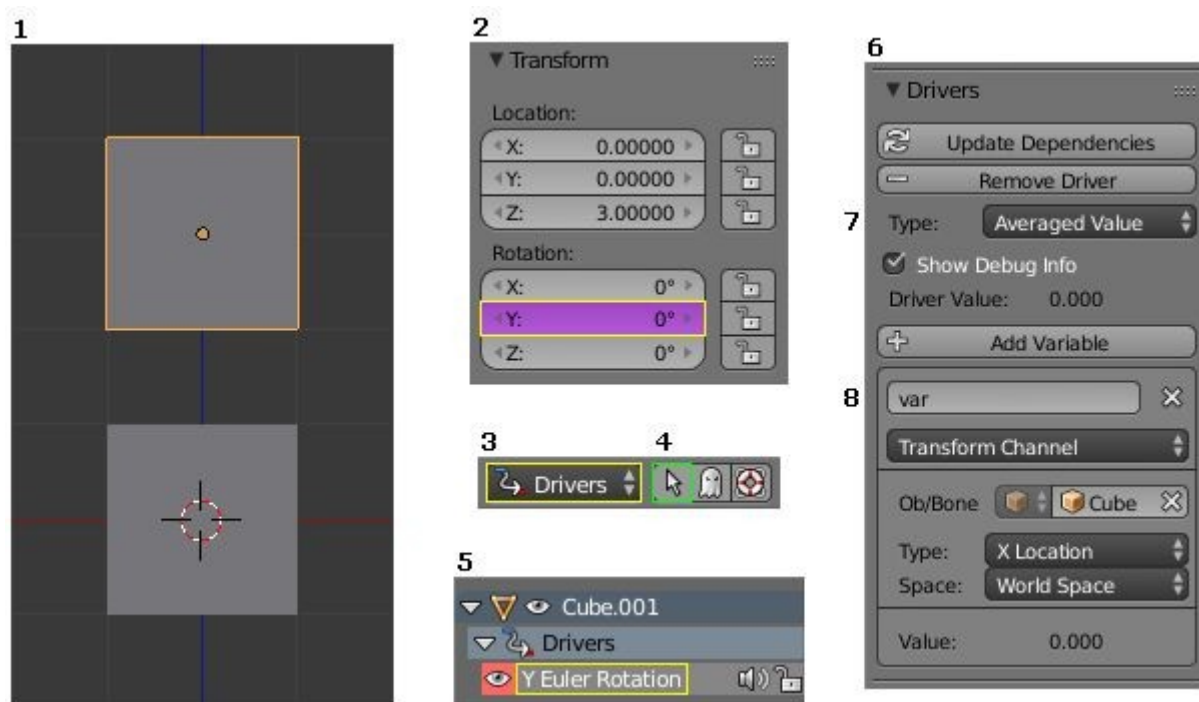 1
2
Transform
Location:
X: 0.00000
Y: 0.00000
Z: 3.00000
Rotation:
X: 0°
Y: 0°
Z: 0°
3
4
Drivers
5
Cube.001
Drivers
Y Euler Rotation
6
Drivers
Update Dependencies
Remove Driver
7
Type: Averaged Value
Show Debug Info
Driver Value: 0.000
Add Variable
8
var
Transform Channel
Ob/Bone Cube
Type: X Location
Space: World Space
Value: 0.000